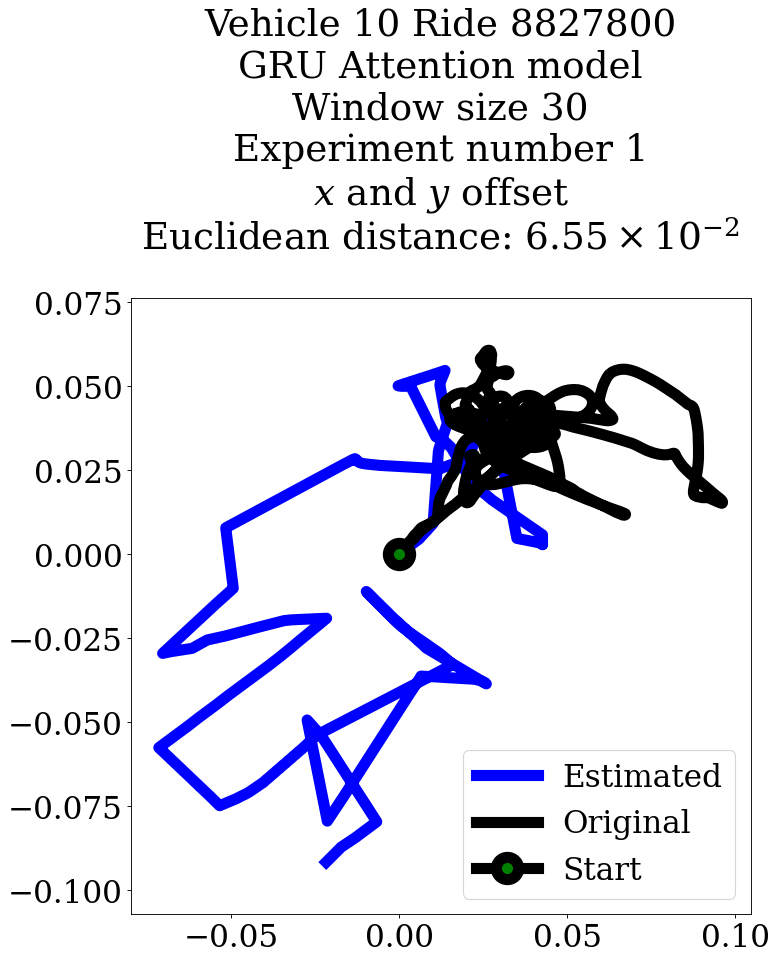 Vehicle 10 Ride 8827800
GRU Attention model
Window size 30
Experiment number 1
x and y offset
Euclidean distance: 6.55 × 10⁻²
0.075
0.050
0.025
0.000
−0.025
−0.050
−0.075
−0.100
Estimated
Original
Start
−0.05
0.00
0.05
0.10